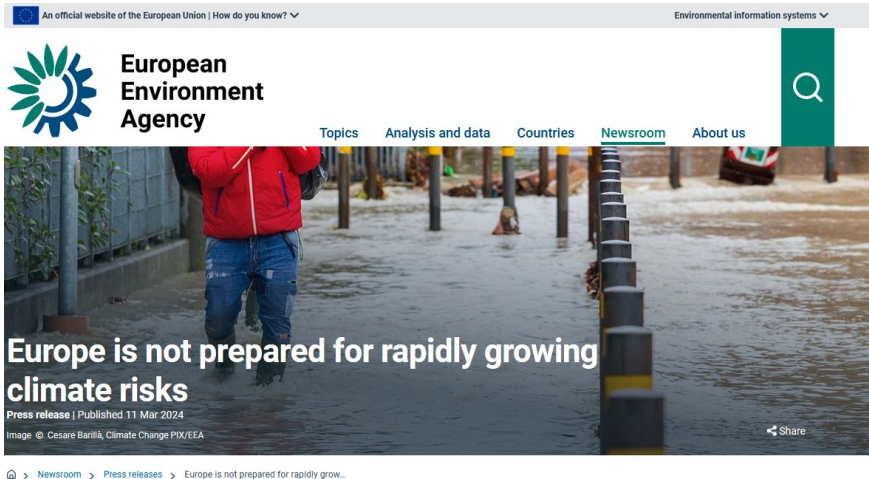 An official website of the European Union | How do you know?
Environmental information systems
European
Environment
Agency
Topics Analysis and data Countries Newsroom About us
Europe is not prepared for rapidly growing
climate risks
Press release | Published 11 Mar 2024
Image © Cesare Barillà, Climate Change PIX/EEA
Share
Newsroom > Press releases > Europe is not prepared for rapidly grow...